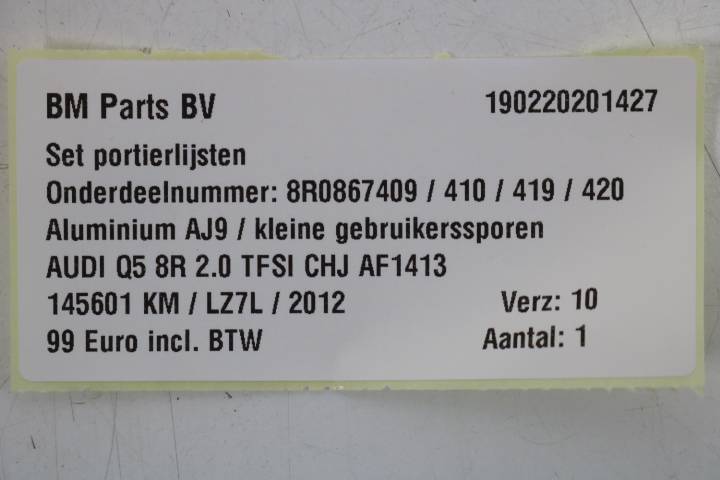 BM Parts BV 190220201427
Set portierlijsten
Onderdeelnummer: 8R0867409 / 410 / 419 / 420
Aluminium AJ9 / kleine gebruikerssporen
AUDI Q5 8R 2.0 TFSI CHJ AF1413
145601 KM / LZ7L / 2012 Verz: 10
99 Euro incl. BTW Aantal: 1